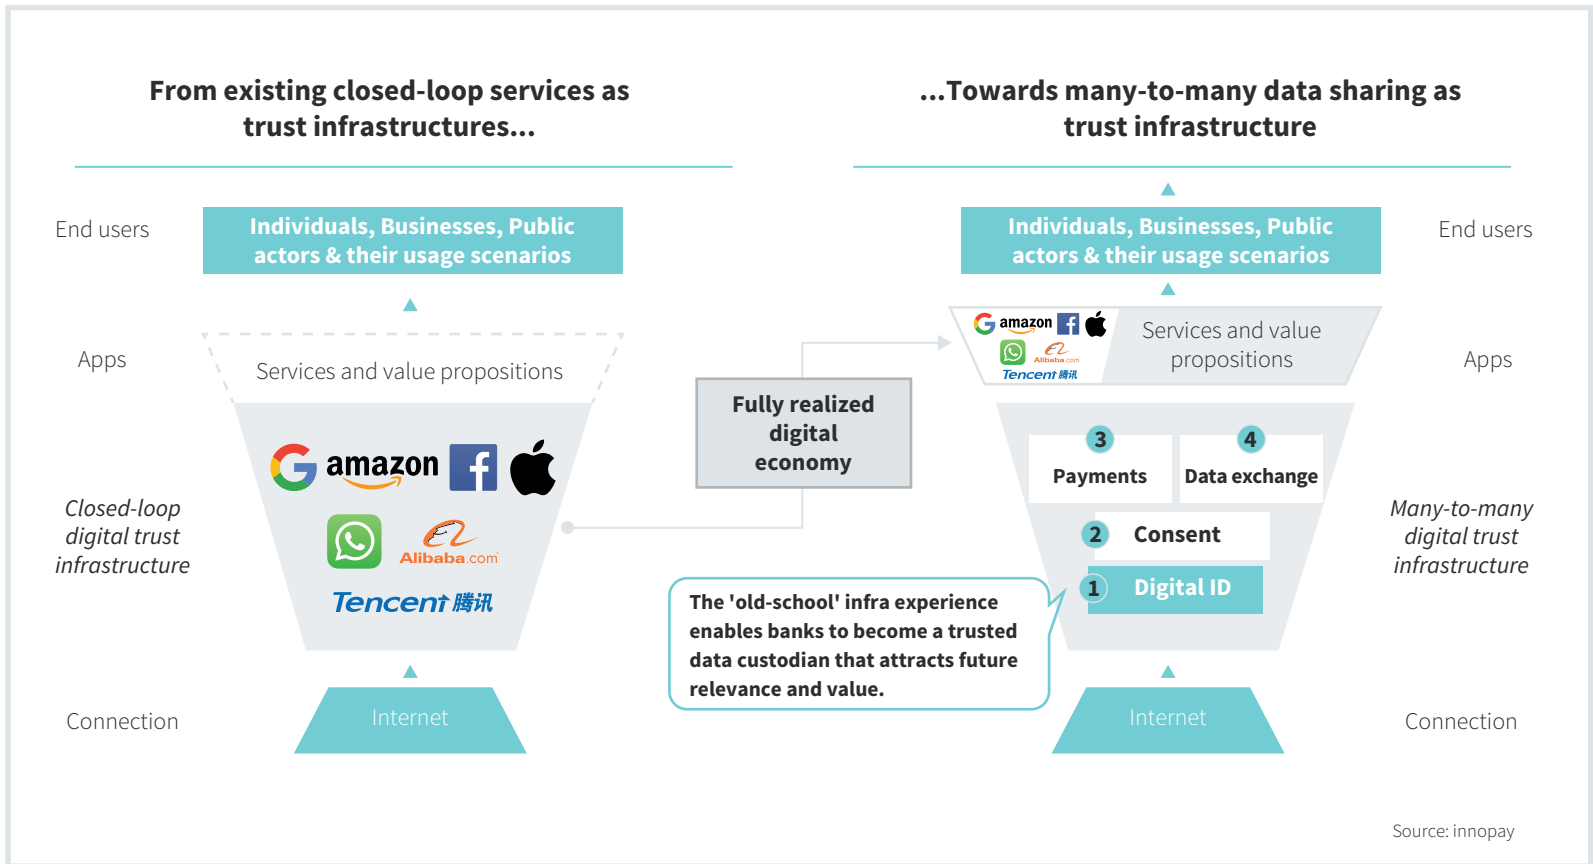 From existing closed-loop services as
trust infrastructures...
...Towards many-to-many data sharing as
trust infrastructure
End users
Individuals, Businesses, Public
actors & their usage scenarios
Apps
Services and value propositions
amazon
Alibaba.com
Tencent 腾讯
Closed-loop
digital trust
infrastructure
Connection
Internet
Fully realized
digital
economy
The 'old-school' infra experience
enables banks to become a trusted
data custodian that attracts future
relevance and value.
Individuals, Businesses, Public
actors & their usage scenarios
End users
amazon
Alibaba.com
Tencent 腾讯
Services and value
propositions
Apps
3
Payments
4
Data exchange
2
Consent
1
Digital ID
Many-to-many
digital trust
infrastructure
Internet
Connection
Source: innopay